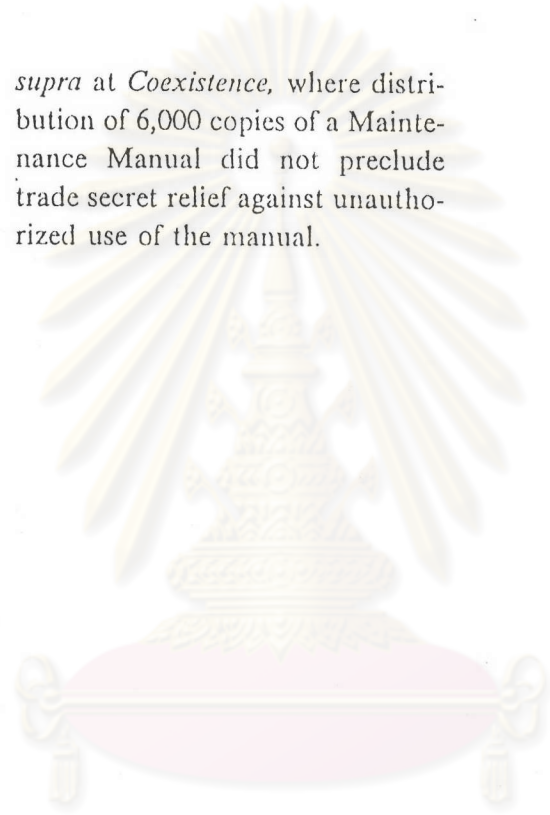 supra at Coexistence, where distri-
bution of 6,000 copies of a Mainte-
nance Manual did not preclude
trade secret relief against unautho-
rized use of the manual.